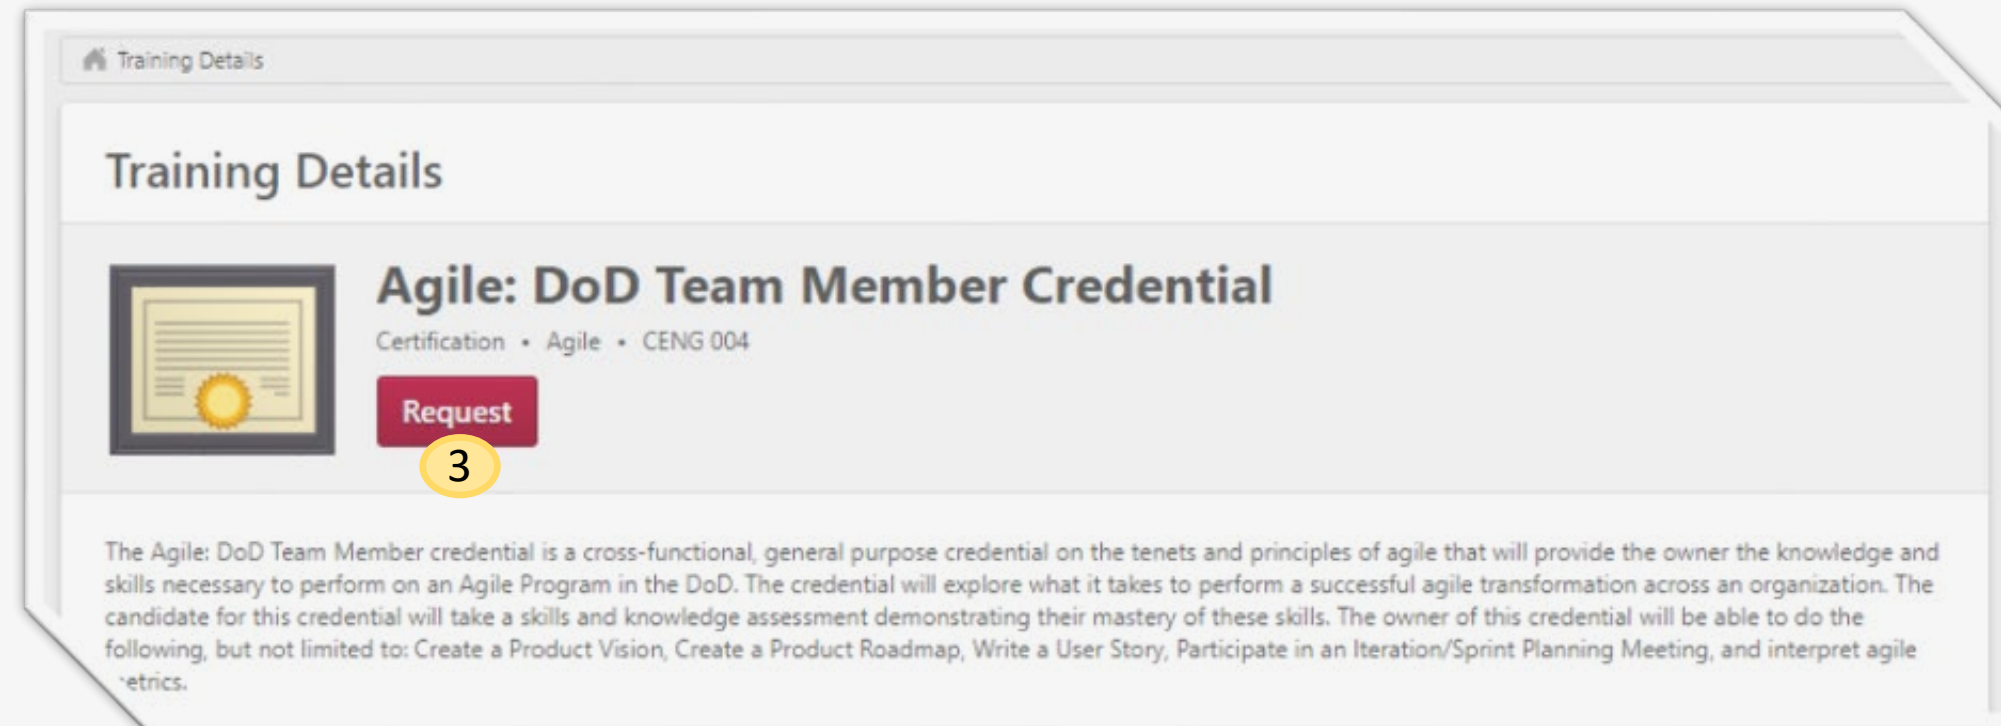 Training Details
Training Details
Agile: DoD Team Member Credential
Certification • Agile • CENG 004
Request
3
The Agile: DoD Team Member credential is a cross-functional, general purpose credential on the tenets and principles of agile that will provide the owner the knowledge and
skills necessary to perform on an Agile Program in the DoD. The credential will explore what it takes to perform a successful agile transformation across an organization. The
candidate for this credential will take a skills and knowledge assessment demonstrating their mastery of these skills. The owner of this credential will be able to do the
following, but not limited to: Create a Product Vision, Create a Product Roadmap, Write a User Story, Participate in an Iteration/Sprint Planning Meeting, and interpret agile
etrics.